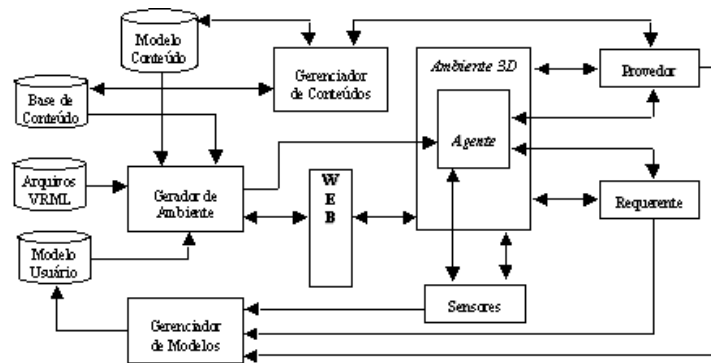 Modelo
Conteúdo
Gerenciador
de Conteúdos
Ambiente 3D
Provedor
Base de
Conteúdo
Agente
Arquivos
VRML
Gerador de
Ambiente
W
E
B
Requerente
Modelo
Usuário
Sensores
Gerenciador
de Modelos